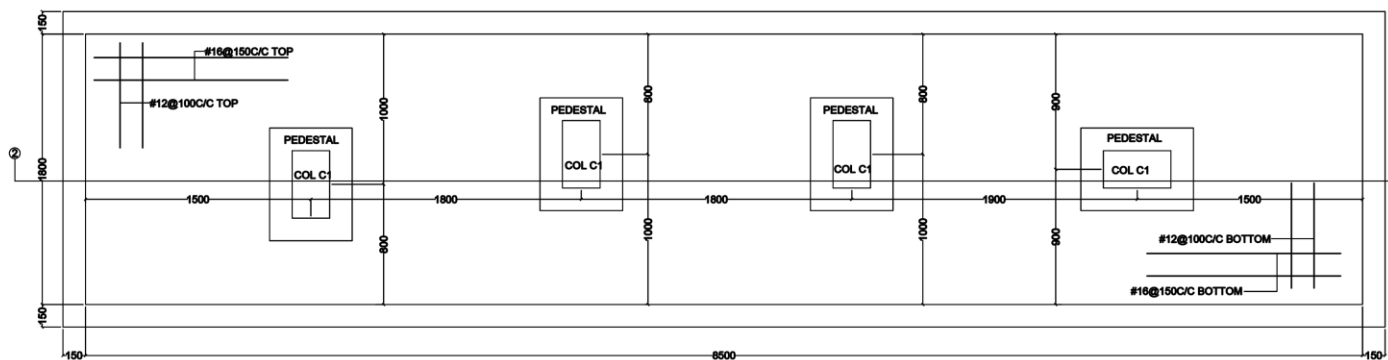 150
#16@150C/C TOP
#12@100C/C TOP
1000
800
800
900
PEDESTAL
PEDESTAL
PEDESTAL
PEDESTAL
2
1800
COL C1
COL C1
COL C1
COL C1
1500
1800
1800
1900
1500
800
1000
1000
900
#12@100C/C BOTTOM
#16@150C/C BOTTOM
150
150
8500
150